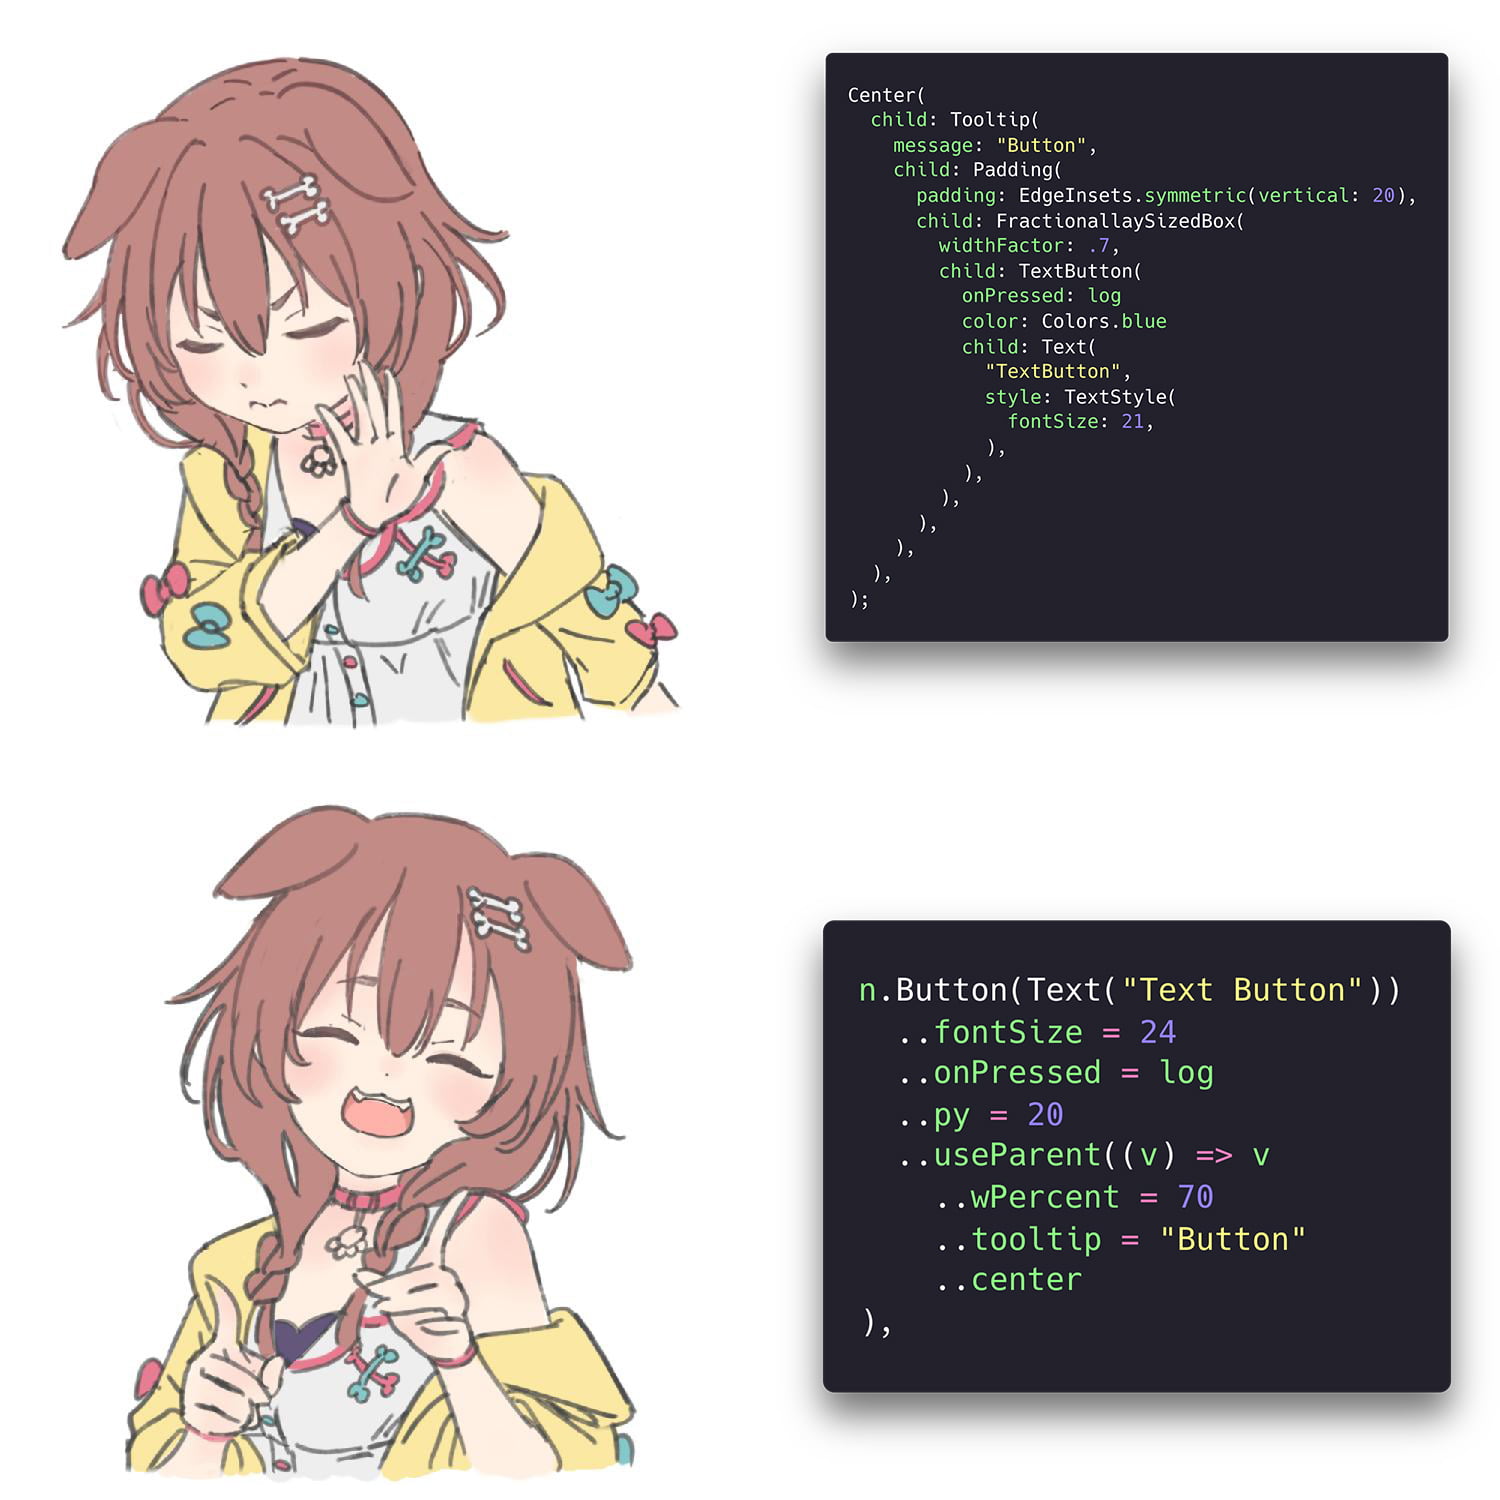 Center(
  child: Tooltip(
    message: "Button",
    child: Padding(
      padding: EdgeInsets.symmetric(vertical: 20),
      child: FractionallaySizedBox(
        widthFactor: .7,
        child: TextButton(
          onPressed: log
          color: Colors.blue
          child: Text(
            "TextButton",
            style: TextStyle(
              fontSize: 21,
            ),
          ),
        ),
      ),
    ),
  ),
);
n.Button(Text("Text Button"))
  ..fontSize = 24
  ..onPressed = log
  ..py = 20
  ..useParent((v) => v
    ..wPercent = 70
    ..tooltip = "Button"
    ..center
),